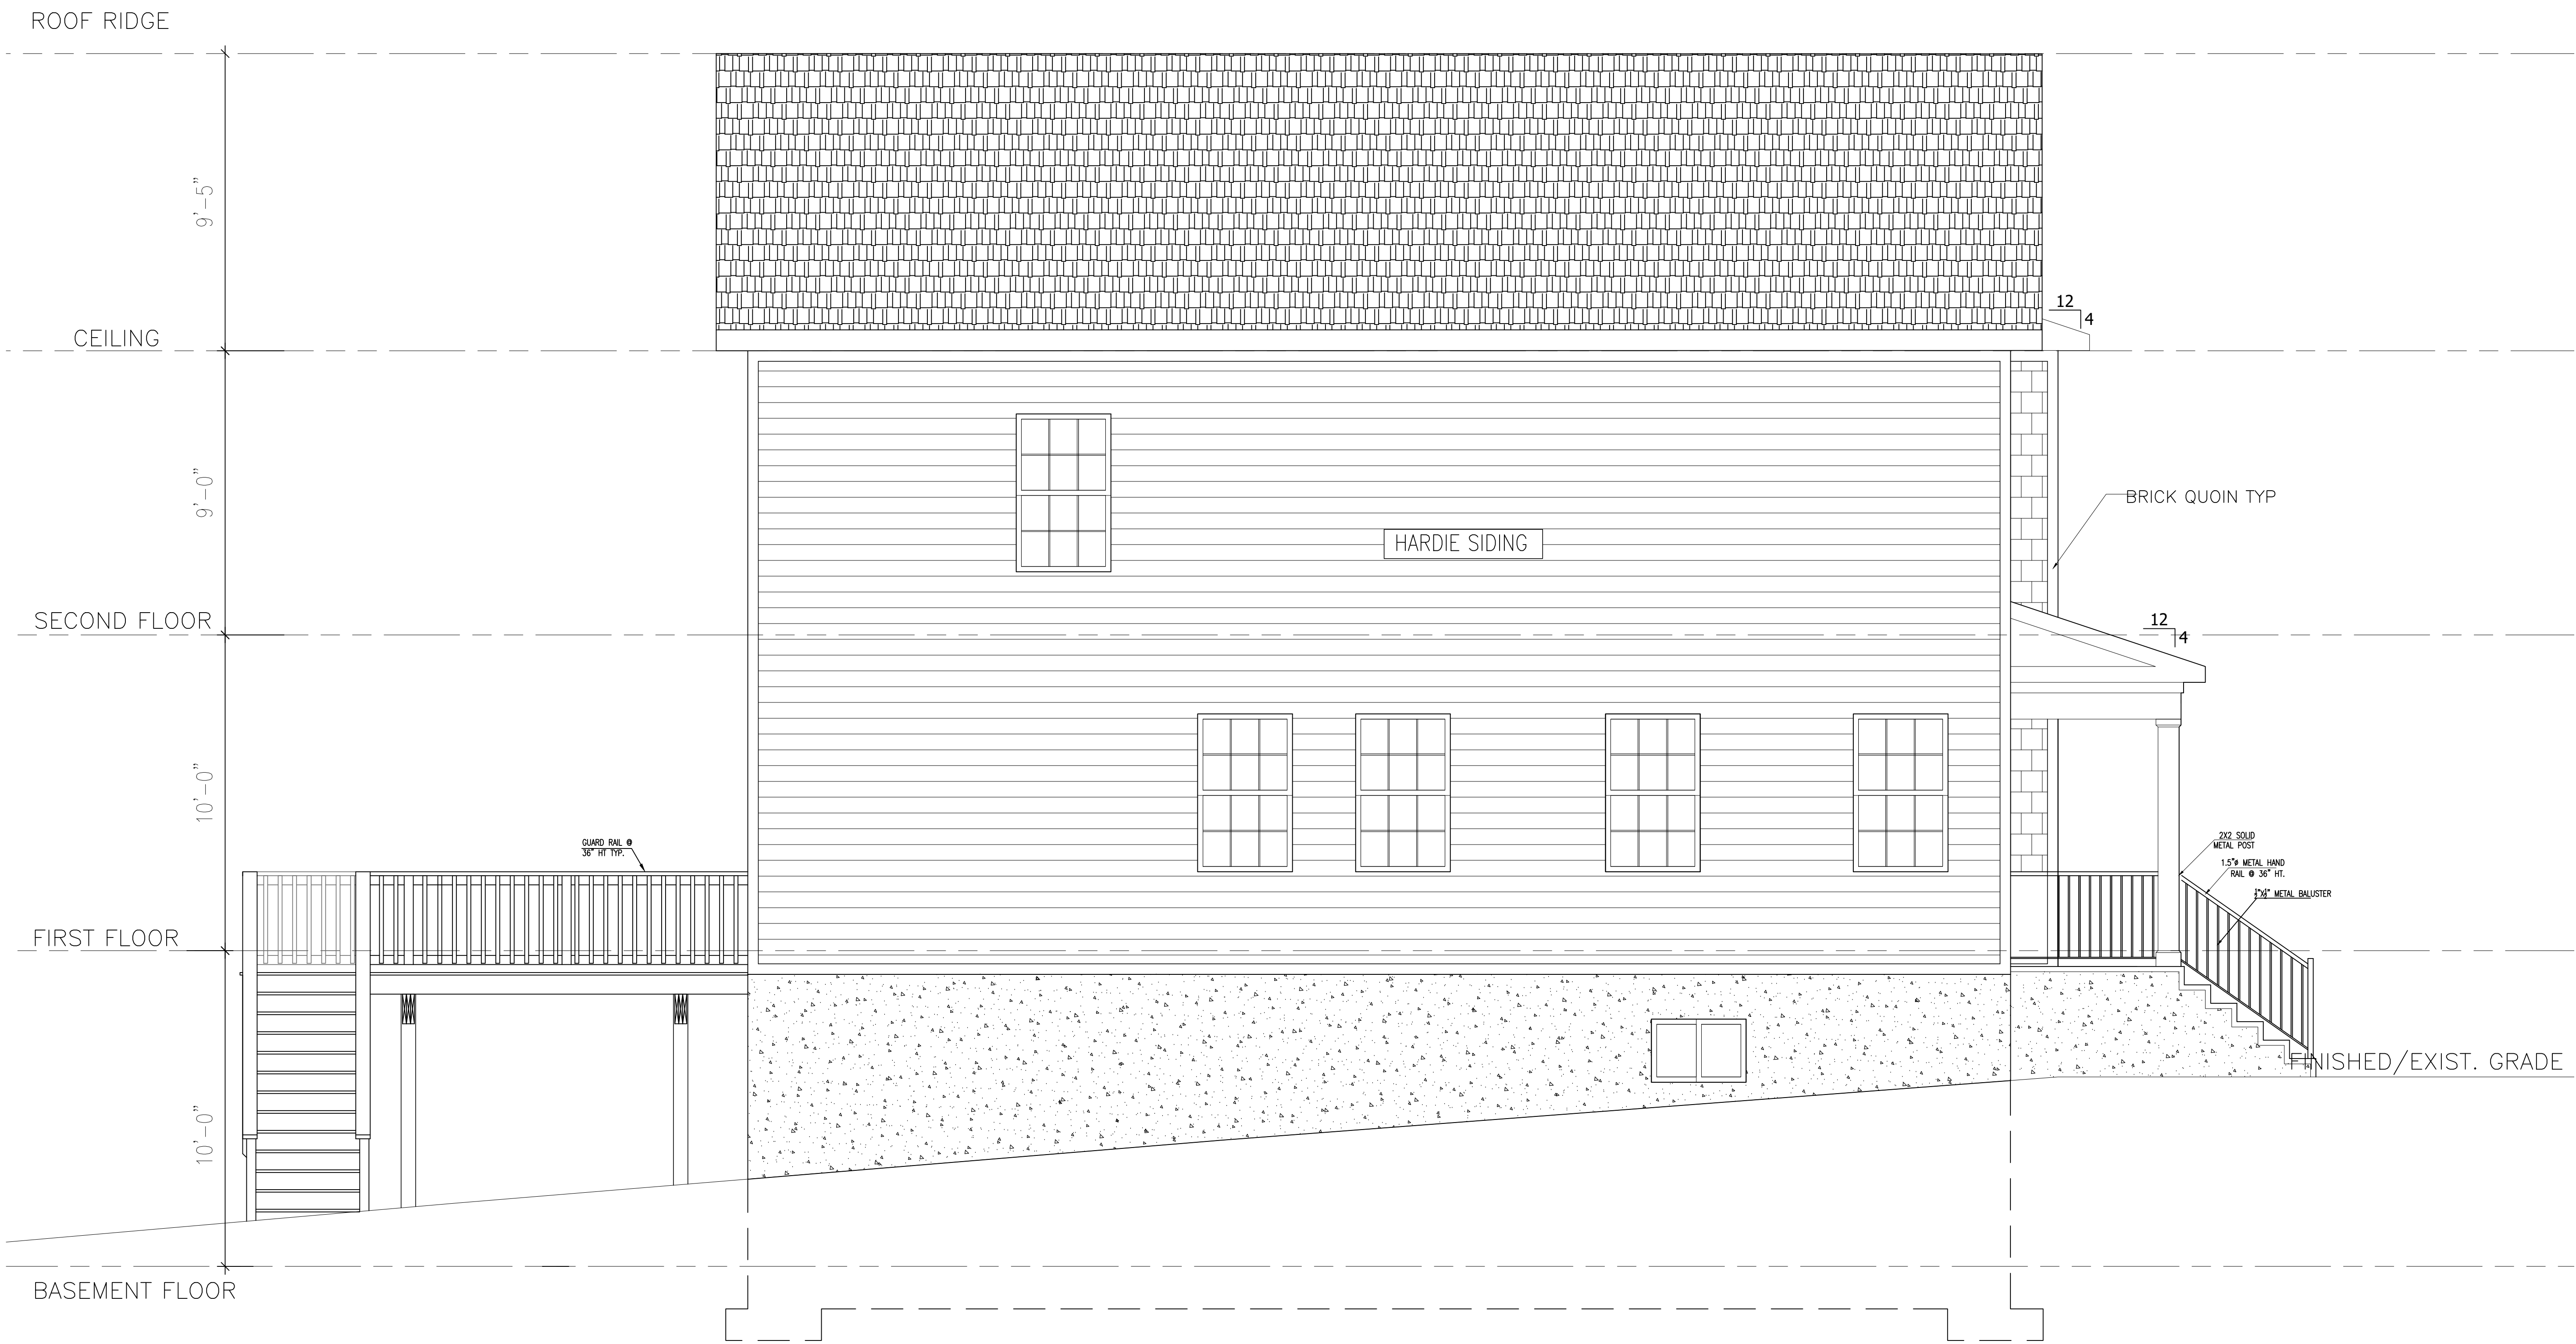 ROOF RIDGE
9'-5"
12
4
CEILING
9'-0"
BRICK QUOIN TYP
HARDIE SIDING
SECOND FLOOR
12
4
10'-0"
GUARD RAIL @
36" HT TYP.
2X2 SOLID
METAL POST
1.5"ø METAL HAND
RAIL @ 36" HT.
METAL BALUSTER
FIRST FLOOR
FINISHED/EXIST. GRADE
10'-0"
BASEMENT FLOOR